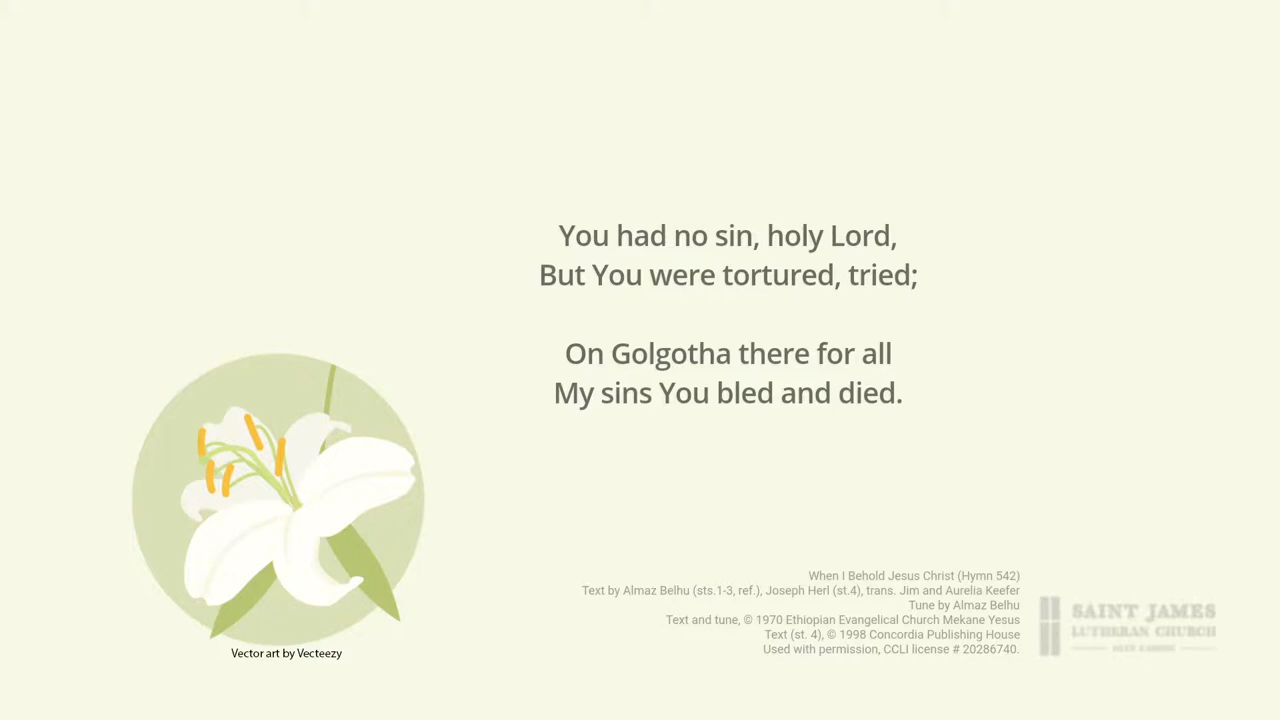 You had no sin, holy Lord,
But You were tortured, tried;
On Golgotha there for all
My sins You bled and died.
When I Behold Jesus Christ (Hymn 542)
Text by Almaz Belhu (sts.1-3, ref.), Joseph Herl (st.4), trans. Jim and Aurelia Keefer
Tune by Almaz Belhu
Text and tune, © 1970 Ethiopian Evangelical Church Mekane Yesus
Text (st. 4), © 1998 Concordia Publishing House
Used with permission, CCLI license # 20286740.
SAINT JAMES
LUTHERAN CHURCH
Vector art by Vecteezy